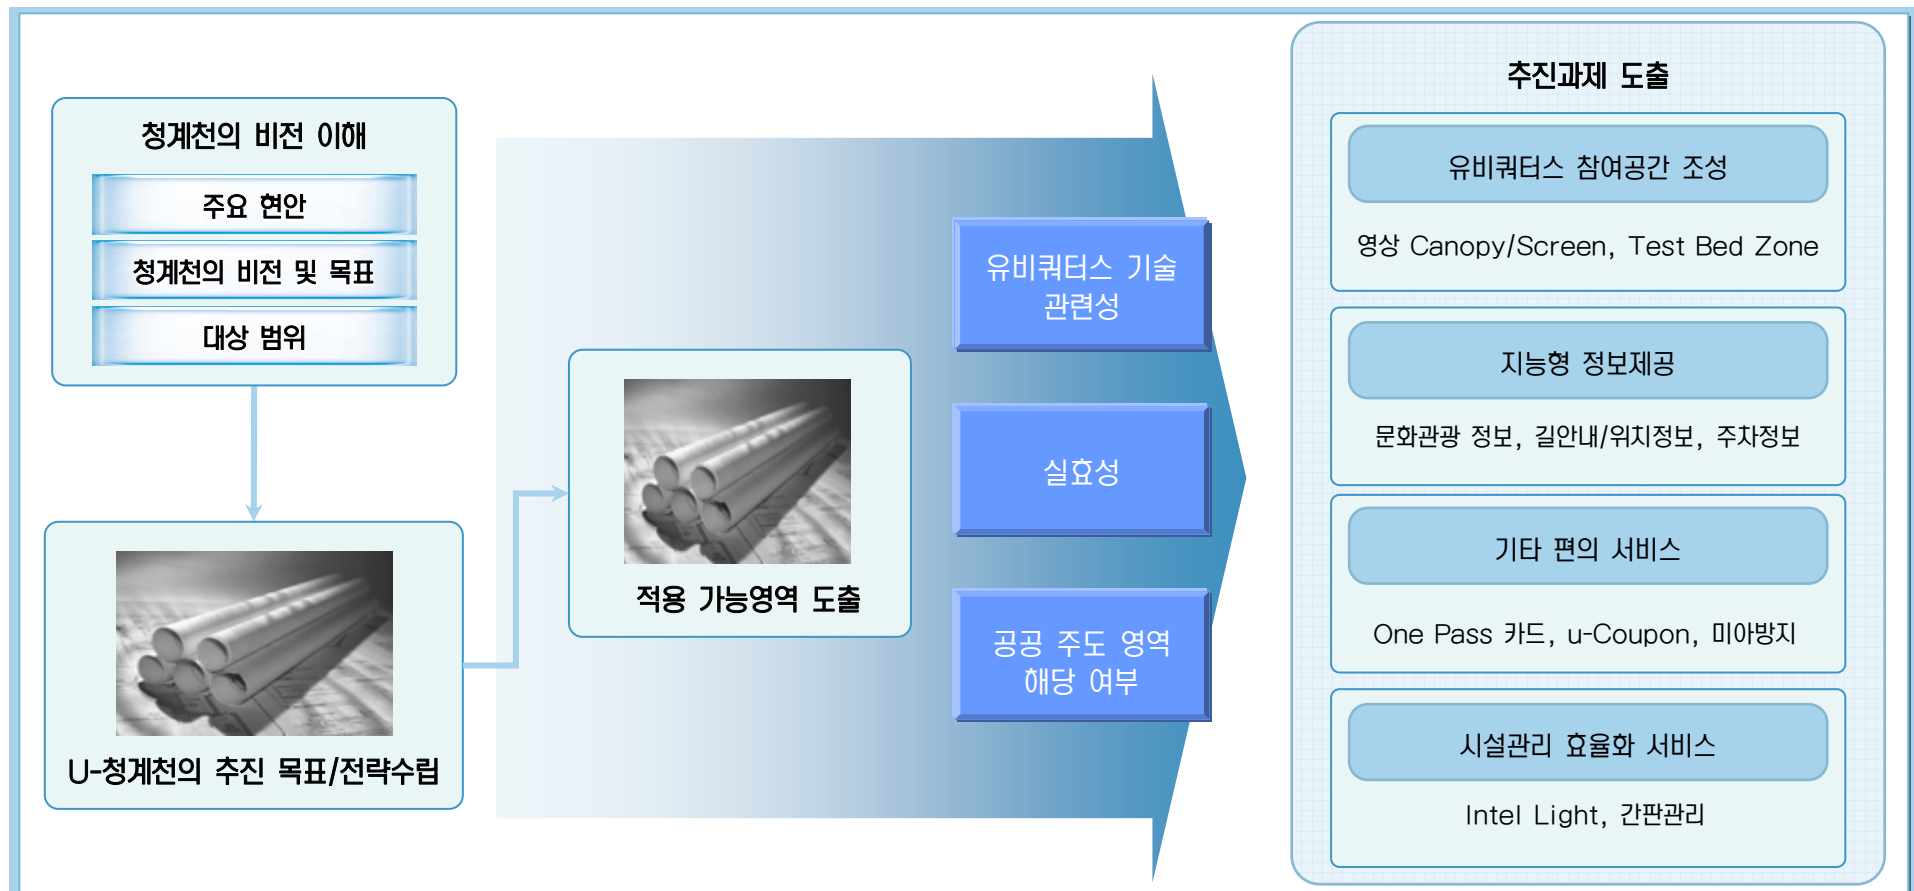 청계천의 비전 이해
주요 현안
청계천의 비전 및 목표
대상 범위
U-청계천의 추진 목표/전략수립
적용 가능영역 도출
유비쿼터스 기술
관련성
실효성
공공 주도 영역
해당 여부
추진과제 도출
유비쿼터스 참여공간 조성
영상 Canopy/Screen, Test Bed Zone
지능형 정보제공
문화관광 정보, 길안내/위치정보, 주차정보
기타 편의 서비스
One Pass 카드, u-Coupon, 미아방지
시설관리 효율화 서비스
Intel Light, 간판관리